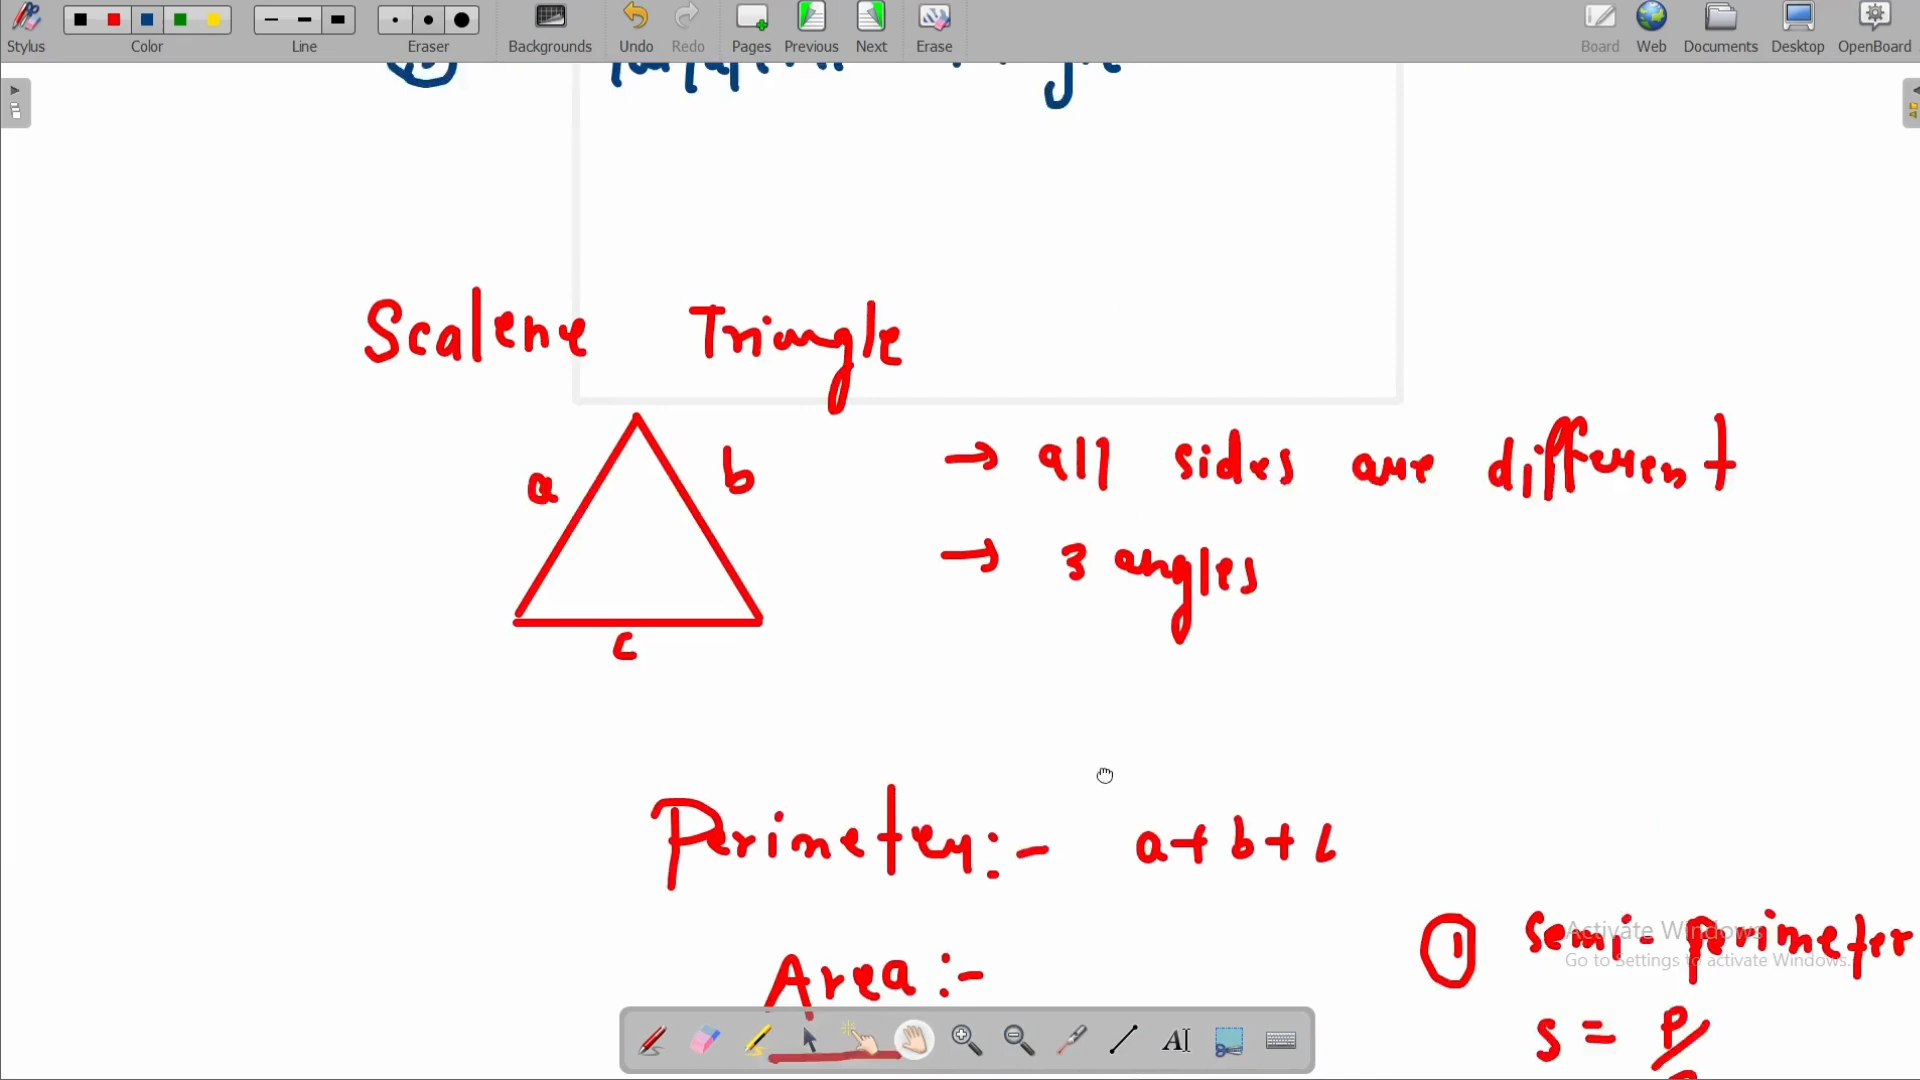 Stylus Color Line Eraser Backgrounds Undo Redo Pages Previous Next Erase Board Web Documents Desktop OpenBoard
Scalene Triangle
a b
c
→ all sides are different
→ 3 angles
Perimeter:- a+b+c
Area:-
① Semi-perimeter
s = P/
Activate Windows
Go to Settings to activate Windows.